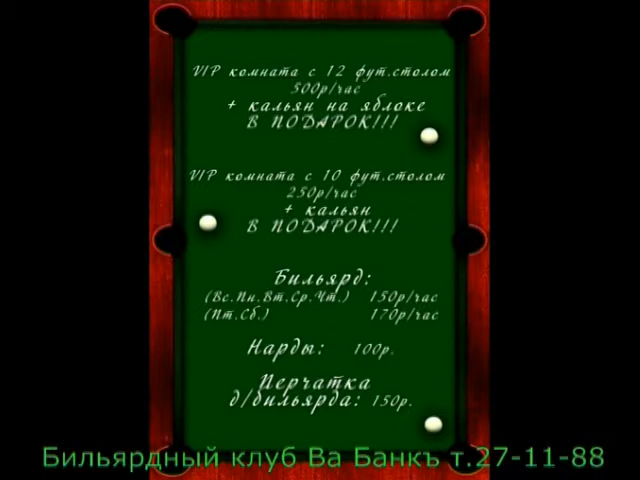 VIP комната с 12 фут.столом
500р/час
+ кальян на яблоке
В ПОДАРОК!!!
VIP комната с 10 фут.столом
250р/час
+ кальян
В ПОДАРОК!!!
Бильярд:
(Вс.Пн.Вт.Ср.Чт.) 150р/час
(Пт.Сб.) 170р/час
Нарды: 100р.
Перчатка
д/бильярда: 150р.
Бильярдный клуб Ва Банкъ т.27-11-88